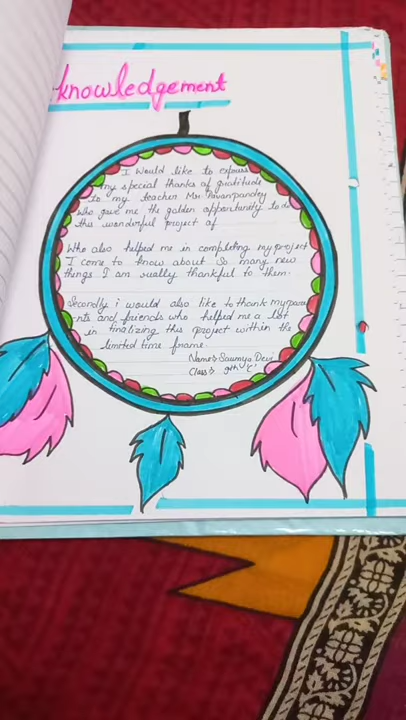 knowledgement
I would like to express
my special thanks of gratitude
to my teacher Mr. Pavan pandey
who gave me the golden opportunity to do
this wondriful project of
Who also helped me in completing my project
I come to know about so many new
things I am really thankful to them.
Secondly i would also like to thank my pare
-nts and friends who helped me a lot
in finalizing this project within the
limited time frame.
Name:> Saumya Devi
Class:> 9th 'C'